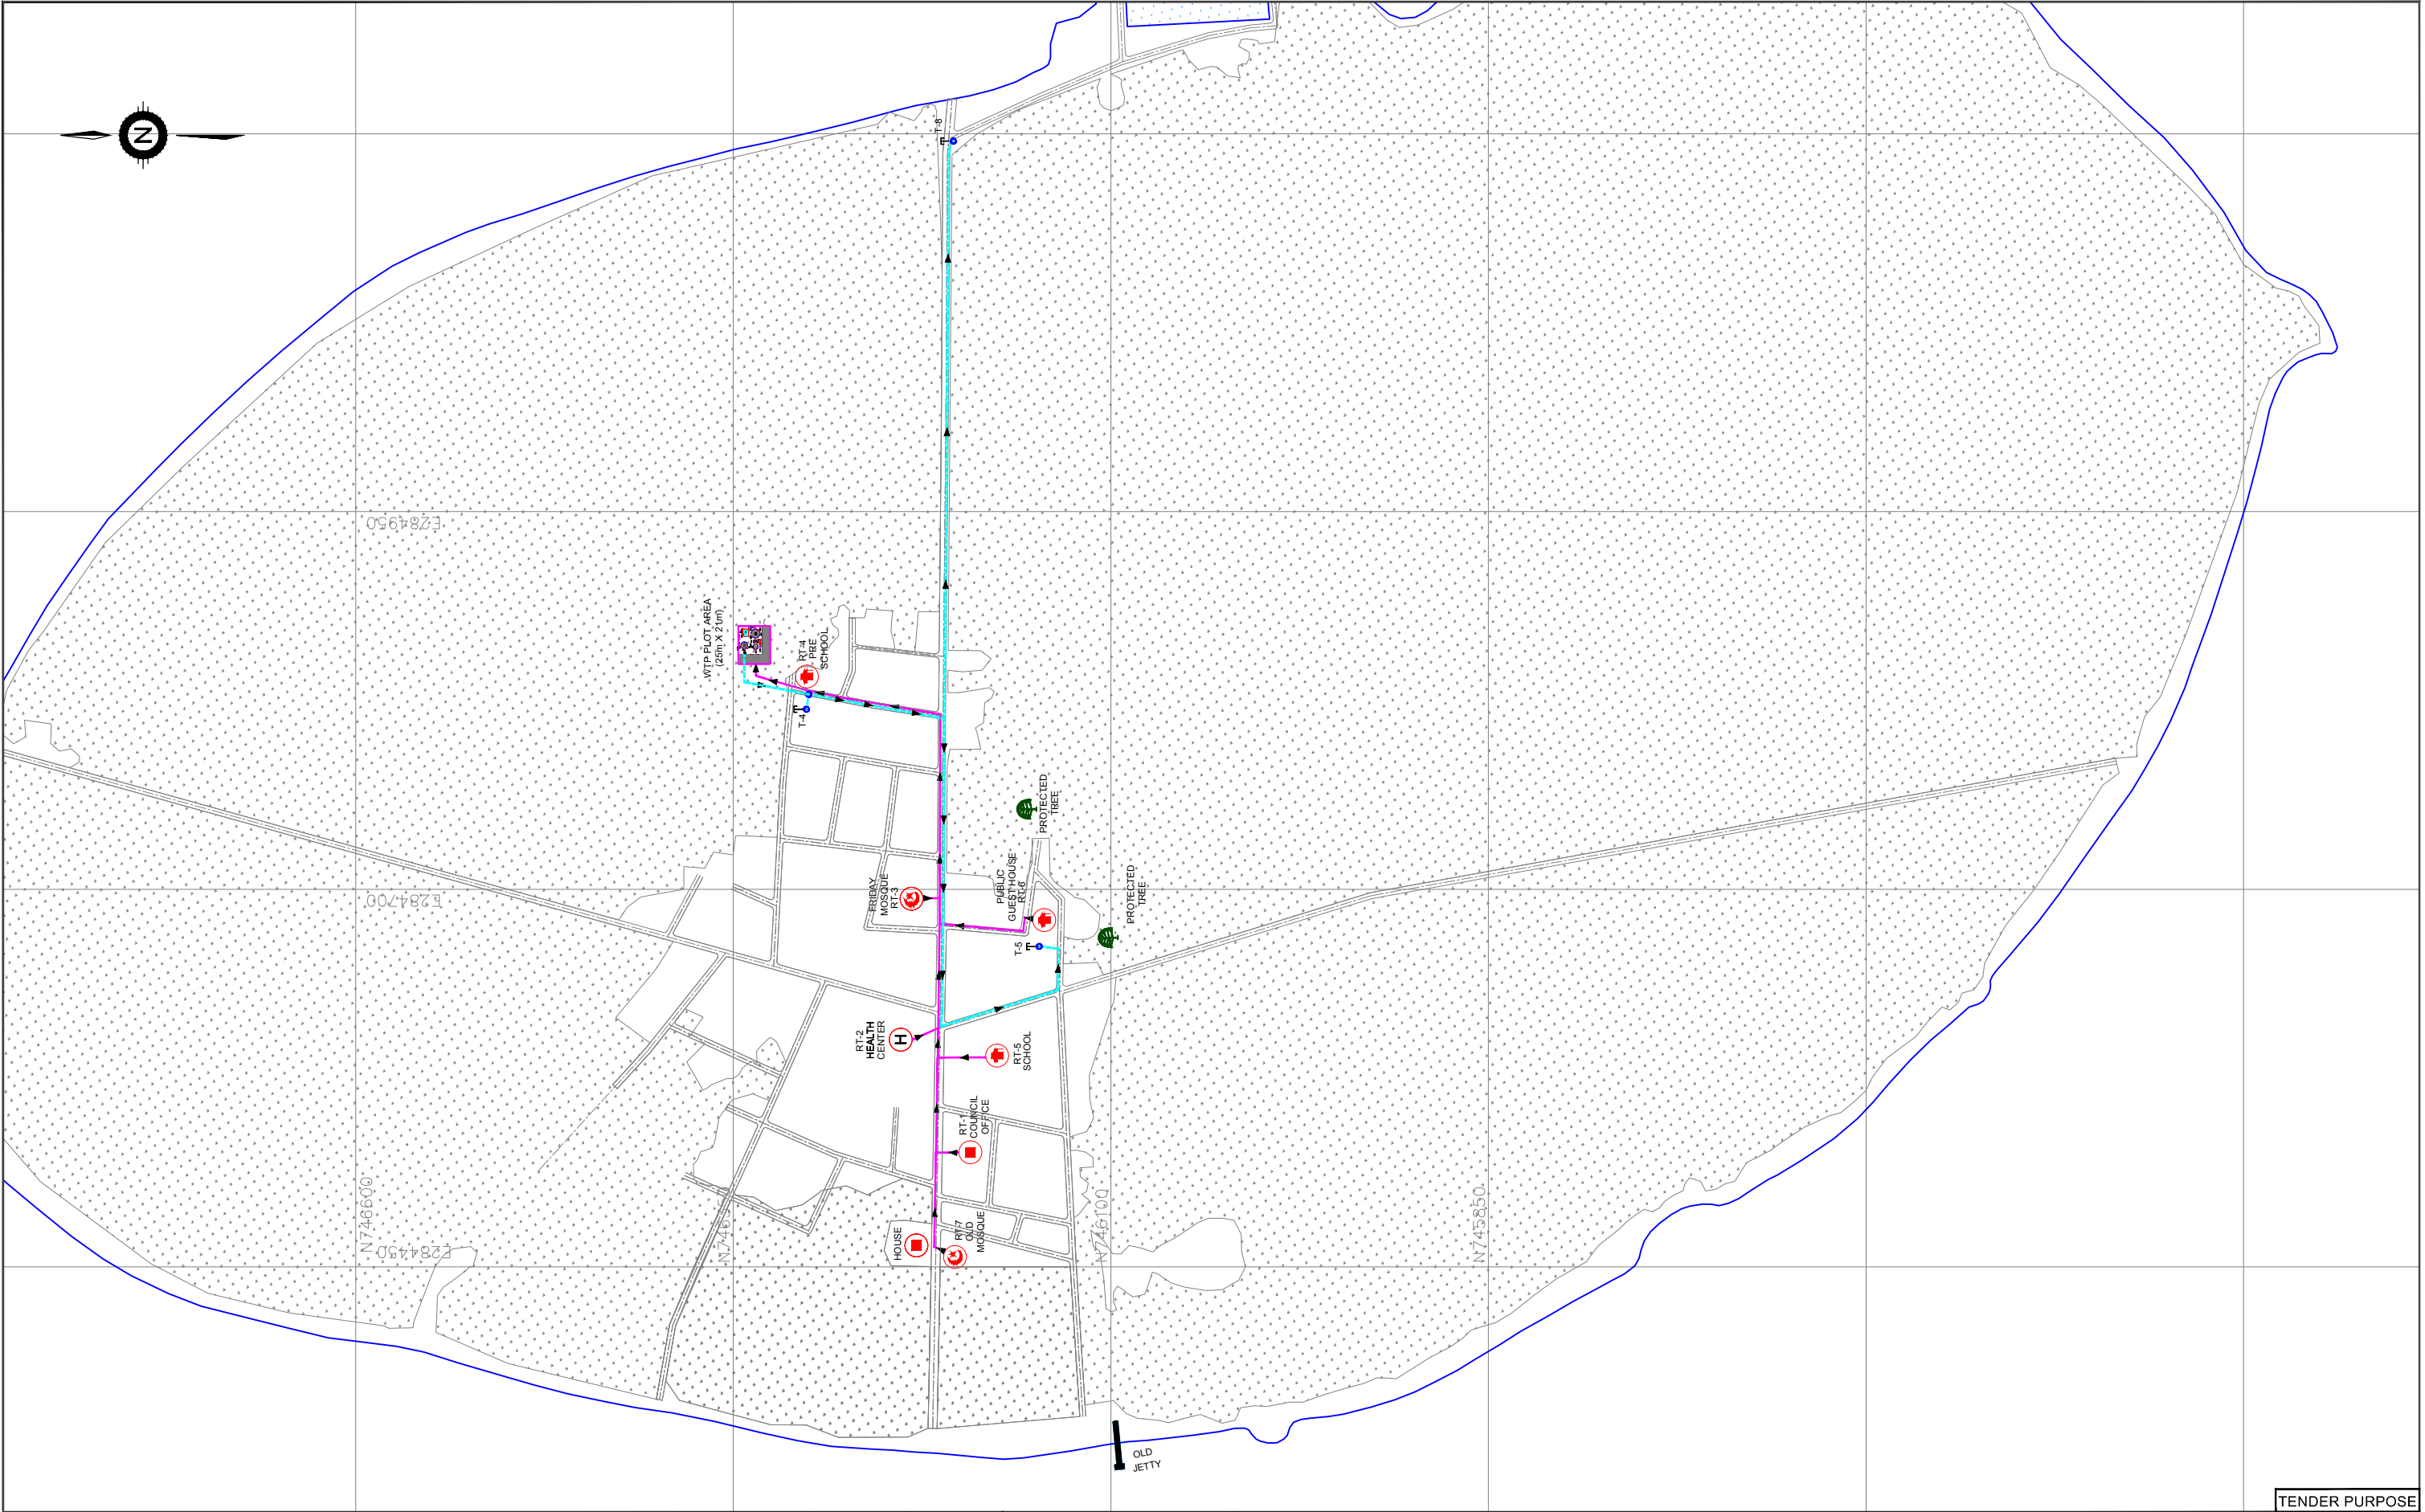 N
T-8
E284950
WTP PLOT AREA
(25m X 21m)
RT-4
PRE
SCHOOL
T-4
PROTECTED
TREE
E284700
FRIDAY
MOSQUE
RT-3
PUBLIC
GUESTHOUSE
RT-6
PROTECTED
TREE
T-5
RT-2
HEALTH
CENTER
H
RT-5
SCHOOL
RT-1
COUNCIL
OFFICE
N746600
E284450
HOUSE
RT-7
OLD
MOSQUE
N746100
N745850
OLD
JETTY
TENDER PURPOSE